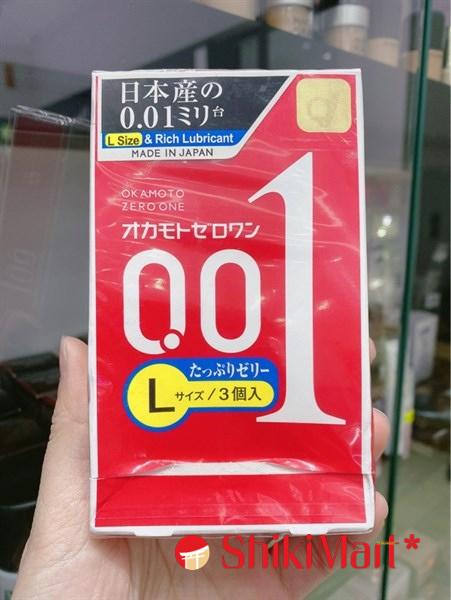 日本産の
0.01ミリ台
L Size & Rich Lubricant
MADE IN JAPAN
OKAMOTO
ZERO ONE
オカモトゼロワン
0.01
たっぷりゼリー
Lサイズ/3個入
ShikiMart*